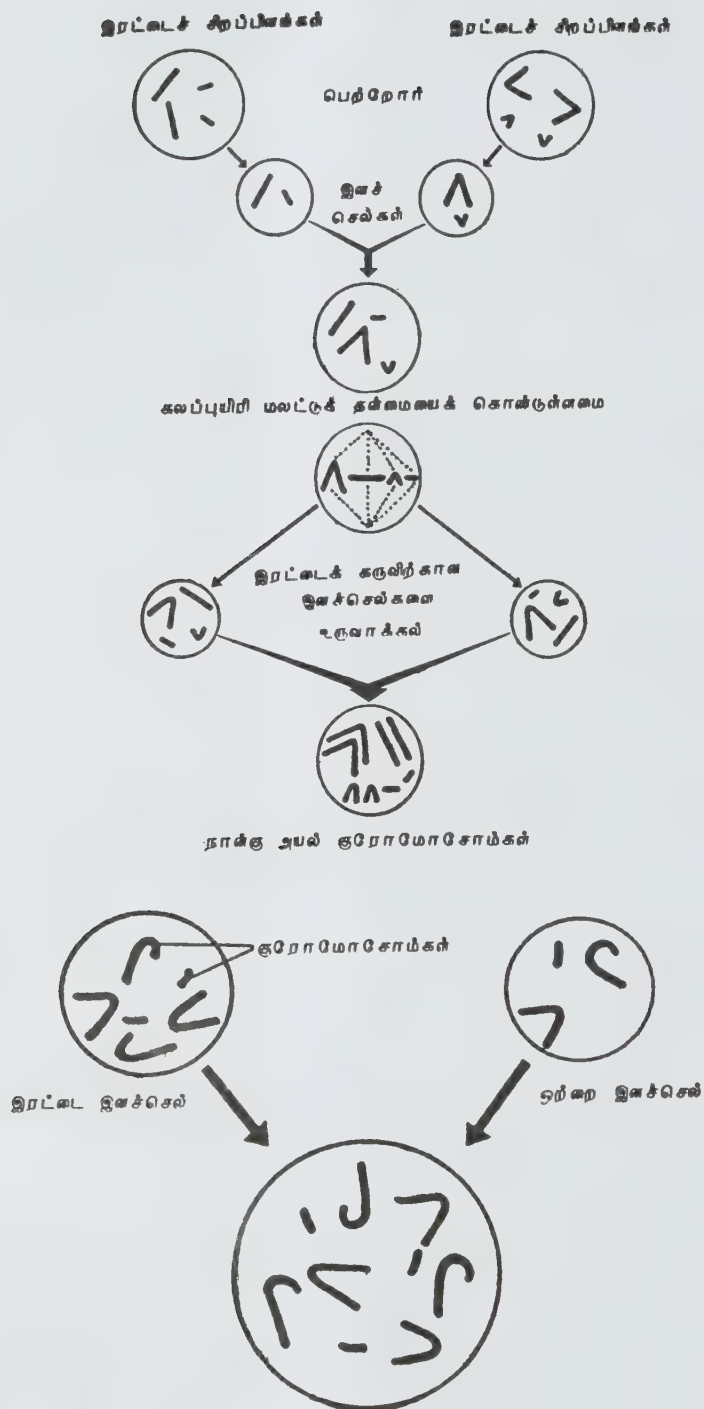 இரட்டைச் சிறப்பினங்கள்
இரட்டைச் சிறப்பினங்கள்
பெற்றோர்
இனச்
செல்கள்
கலப்புயிரி மலட்டுத் தன்மையைக் கொண்டுள்ளமை
இரட்டைக் கருவிற்கான
இனச்செல்களை
உருவாக்கல்
நான்கு அயல் குரோமோசோம்கள்
குரோமோசோம்கள்
இரட்டை இனச்செல்
ஒற்றை இனச்செல்